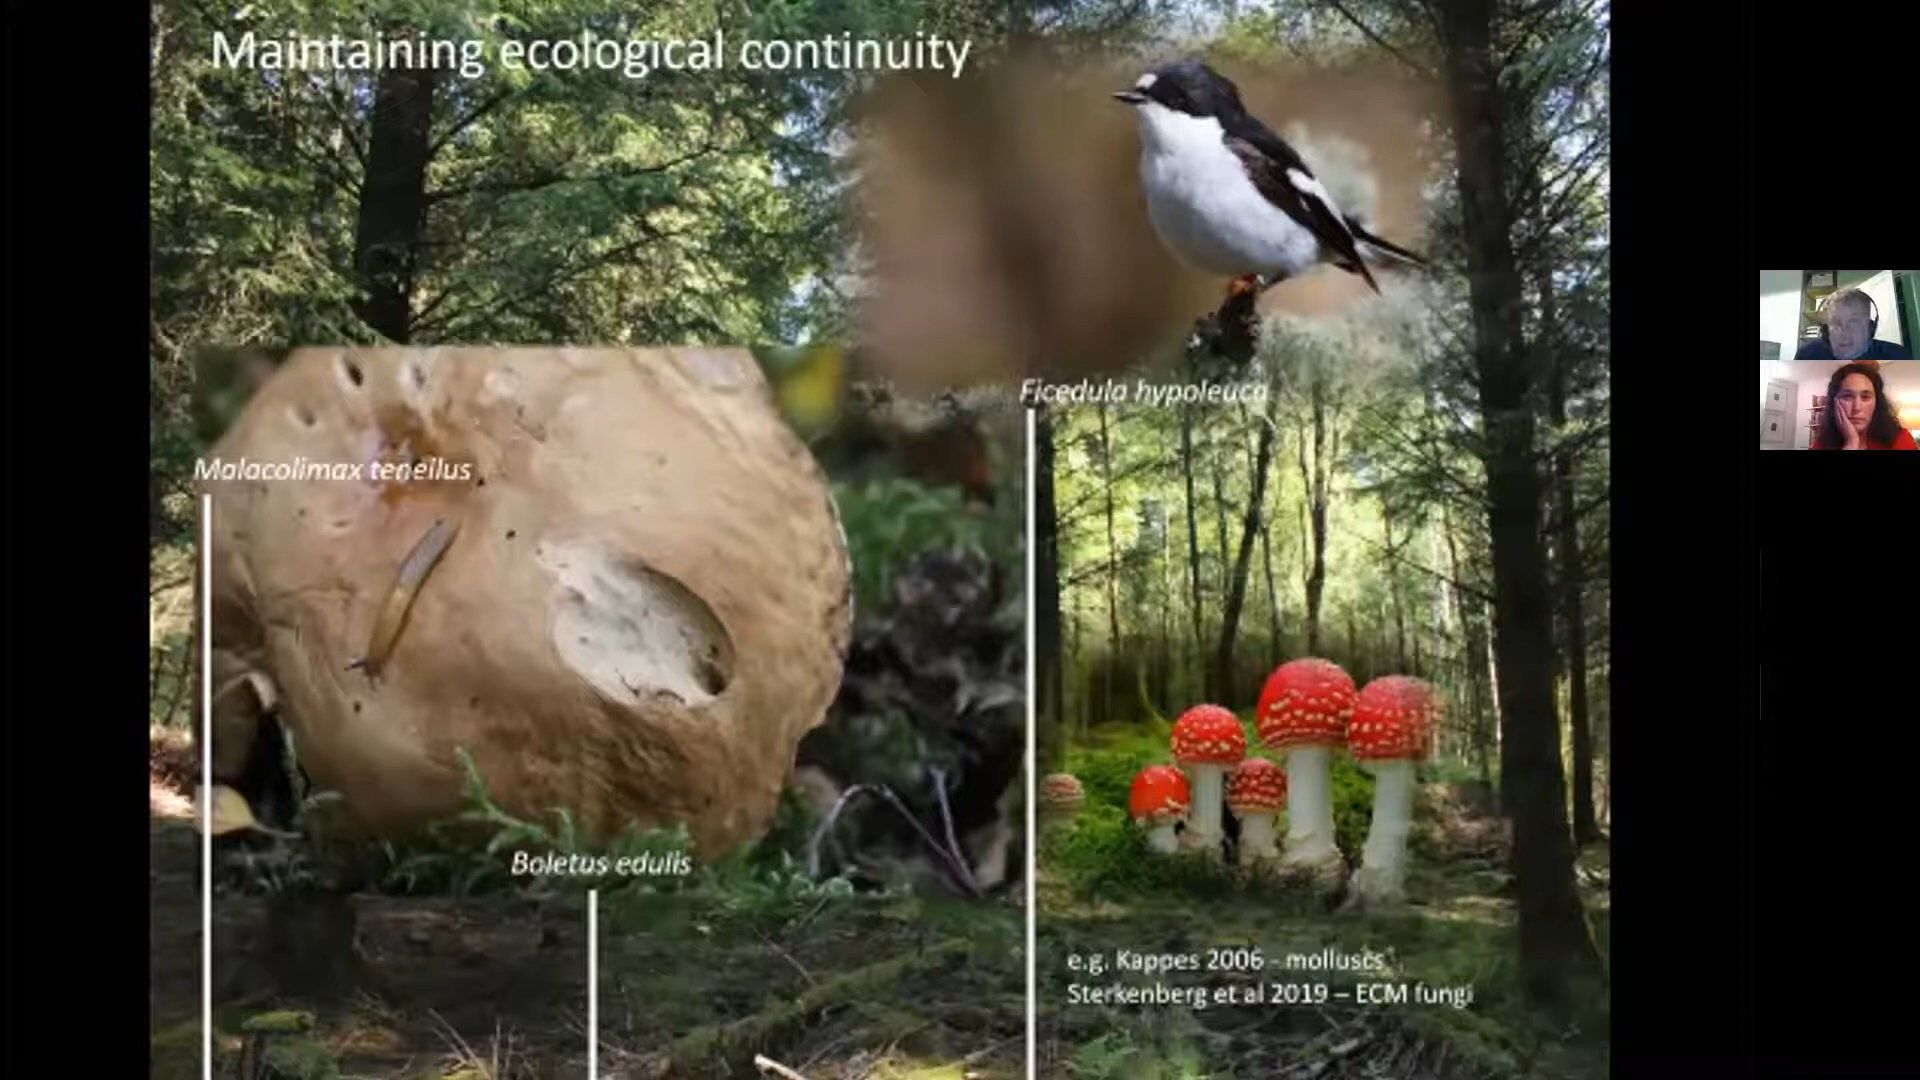 Maintaining ecological continuity
Ficedula hypoleuca
Malacolimax tenellus
Boletus edulis
e.g. Kappes 2006 - molluscs
Sterkenberg et al 2019 – ECM fungi